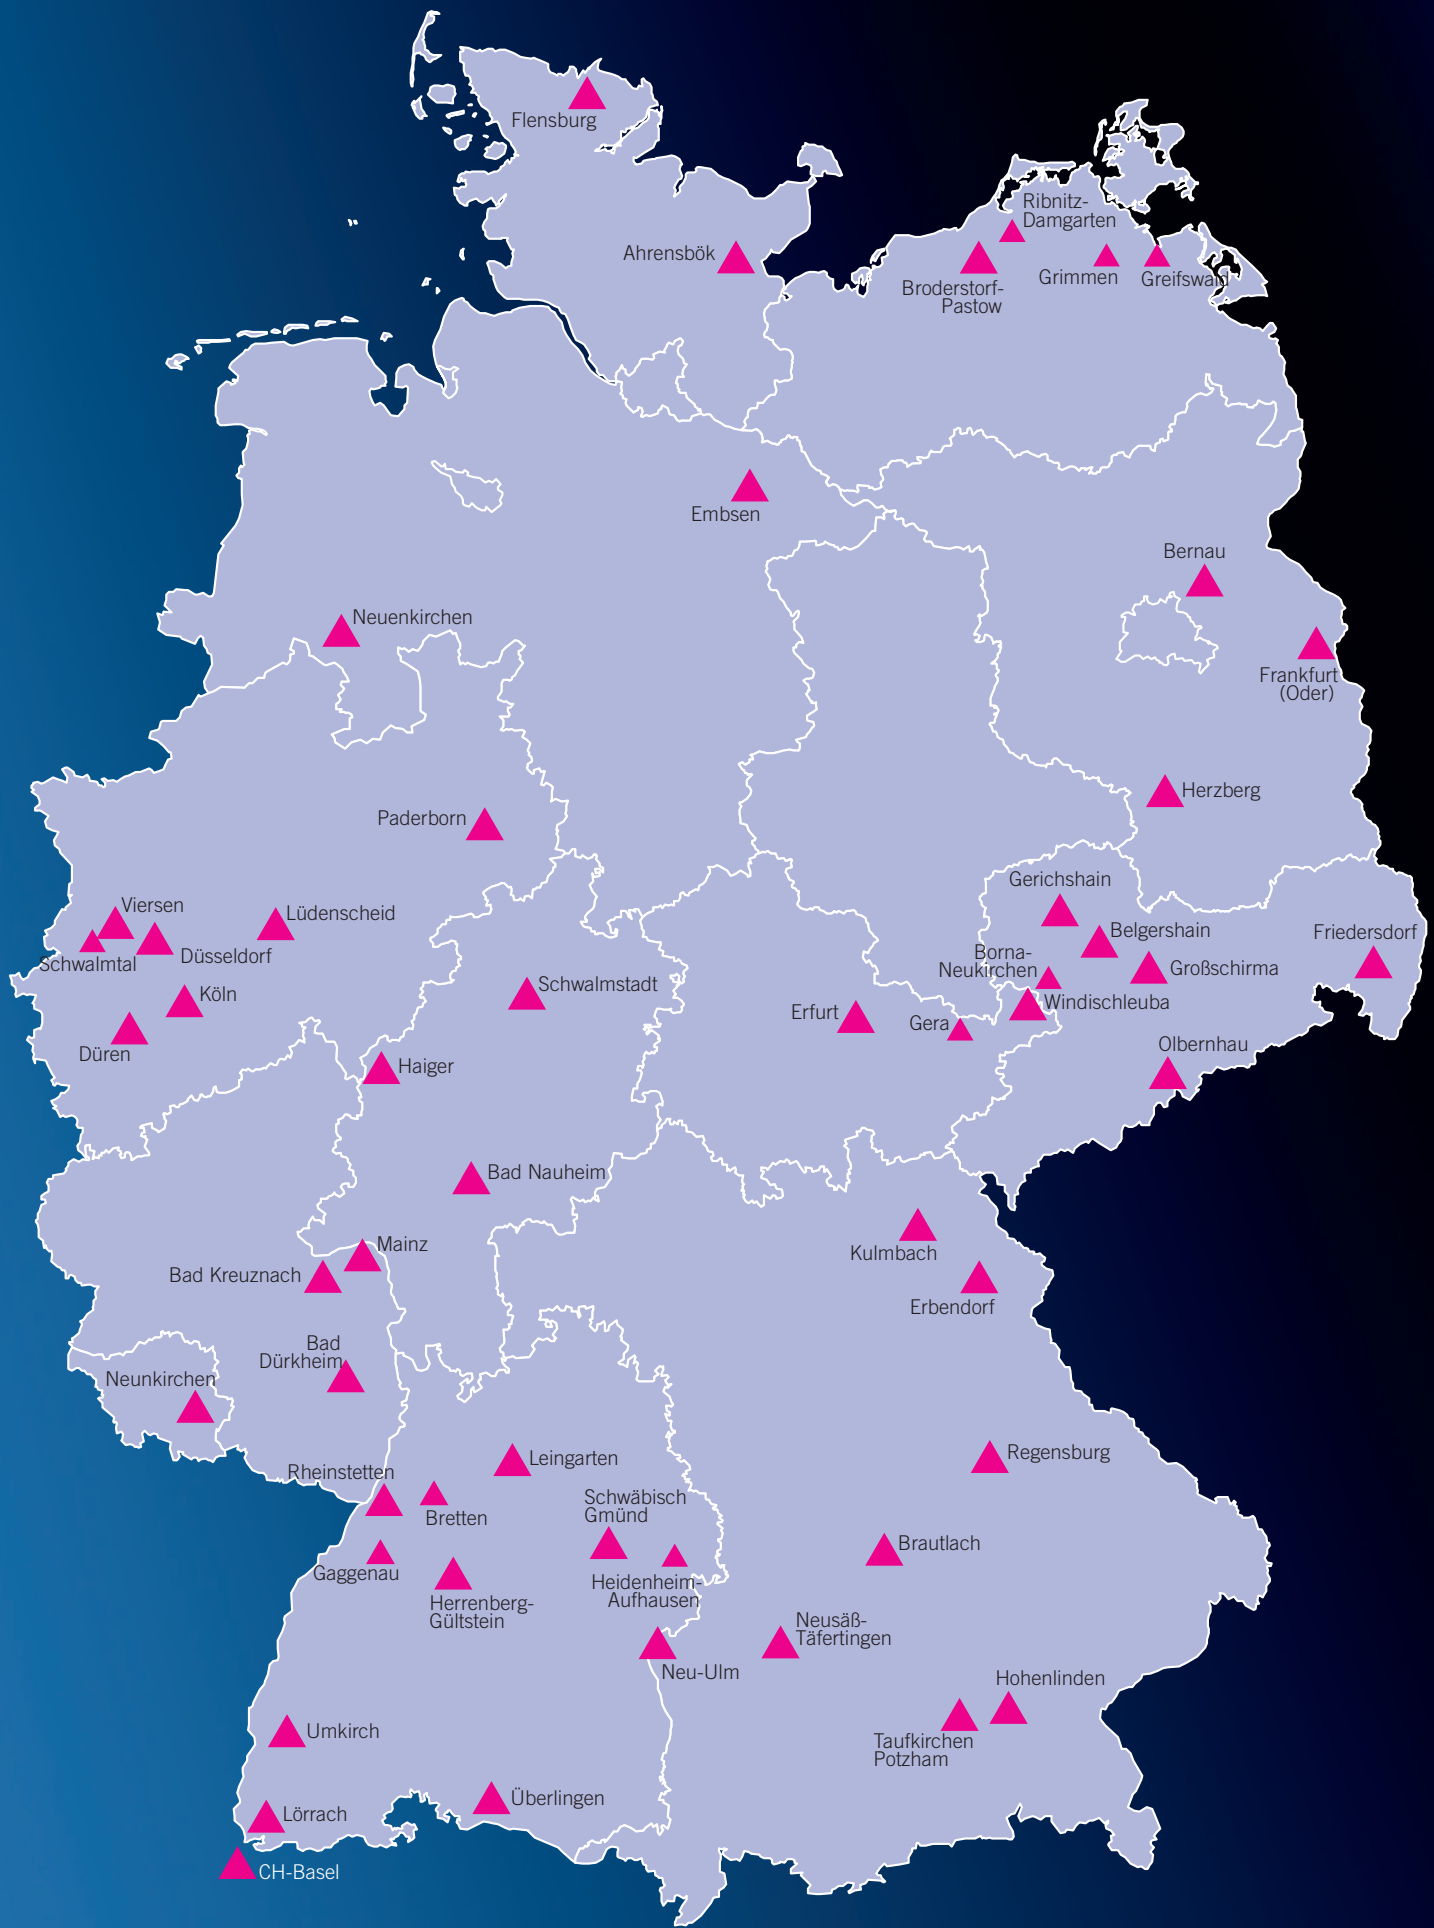 Flensburg
Ribnitz-
Damgarten
Ahrensbök
Grimmen
Greifswald
Broderstorf-
Pastow
Embsen
Bernau
Neuenkirchen
Frankfurt
(Oder)
Herzberg
Paderborn
Gerichshain
Viersen
Lüdenscheid
Belgershain
Friedersdorf
Schwalmtal
Düsseldorf
Borna-
Neukirchen
Großschirma
Schwalmstadt
Köln
Windischleuba
Erfurt
Gera
Düren
Olbernhau
Haiger
Bad Nauheim
Mainz
Kulmbach
Bad Kreuznach
Erbendorf
Bad
Dürkheim
Neunkirchen
Regensburg
Leingarten
Rheinstetten
Schwäbisch
Gmünd
Bretten
Brautlach
Gaggenau
Heidenheim-
Aufhausen
Herrenberg-
Gültstein
Neusäß-
Täfertingen
Neu-Ulm
Hohenlinden
Umkirch
Taufkirchen
Potzham
Überlingen
Lörrach
CH-Basel